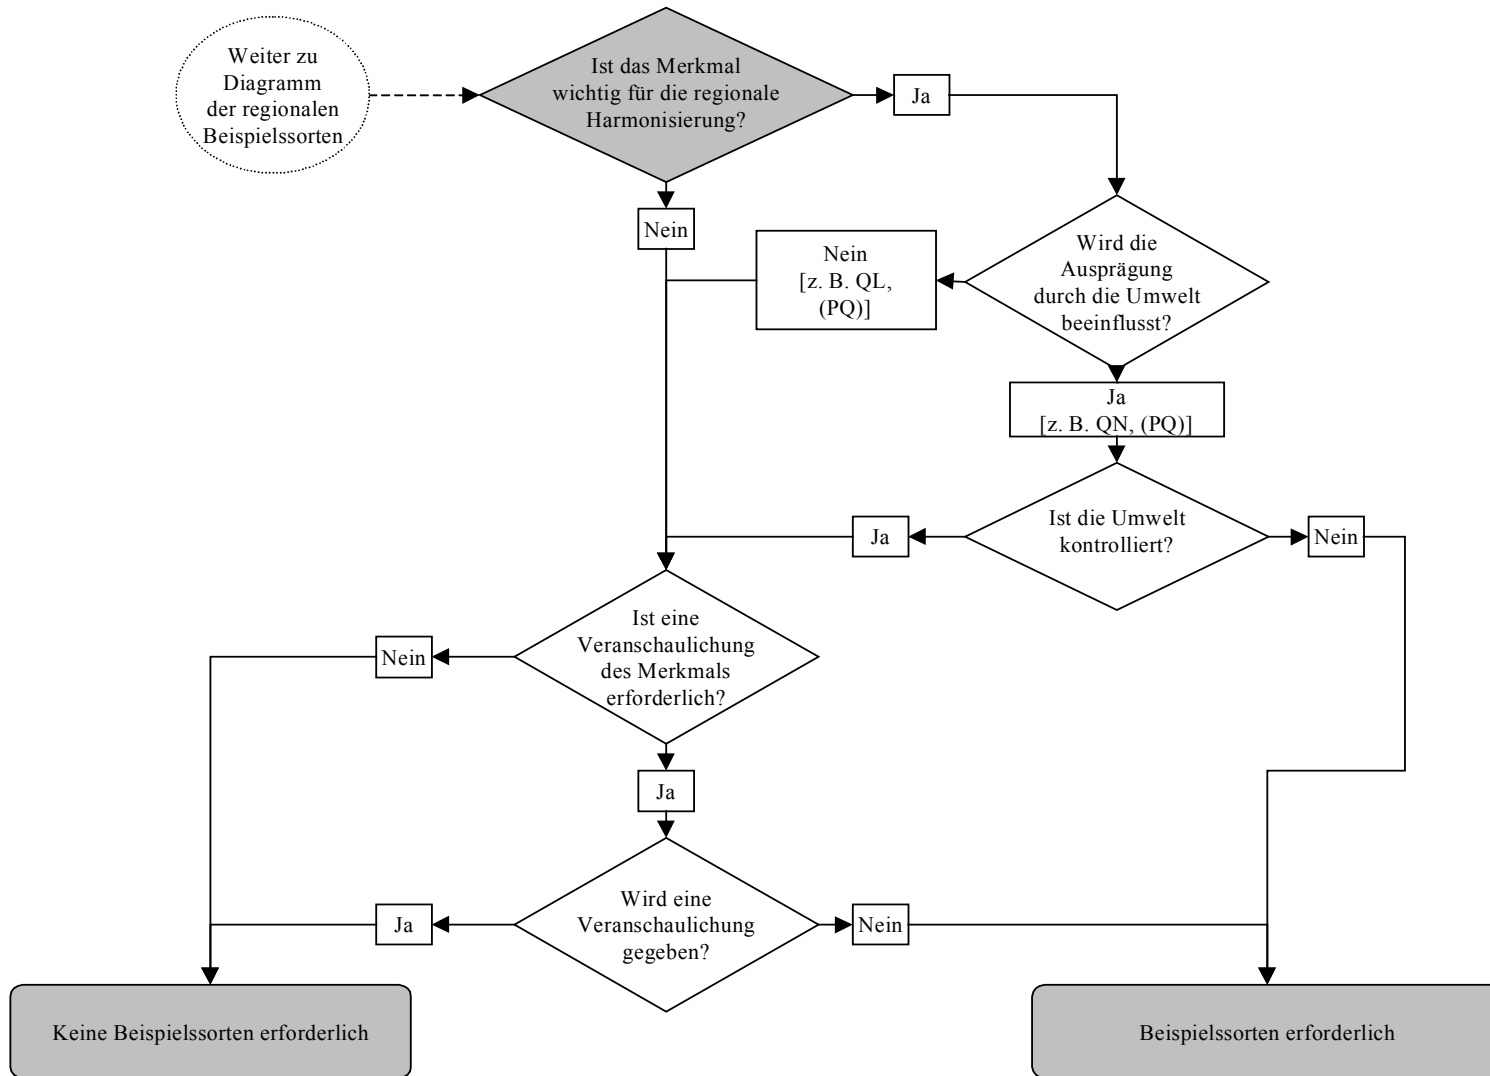 Weiter zu
Diagramm
der regionalen
Beispielssorten
Ist das Merkmal
wichtig für die regionale
Harmonisierung?
Ja
Nein
Wird die
Ausprägung
durch die Umwelt
beeinflusst?
Nein
[z. B. QL,
(PQ)]
Ja
[z. B. QN, (PQ)]
Ist die Umwelt
kontrolliert?
Ja
Nein
Ist eine
Veranschaulichung
des Merkmals
erforderlich?
Nein
Ja
Wird eine
Veranschaulichung
gegeben?
Ja
Nein
Keine Beispielssorten erforderlich
Beispielssorten erforderlich